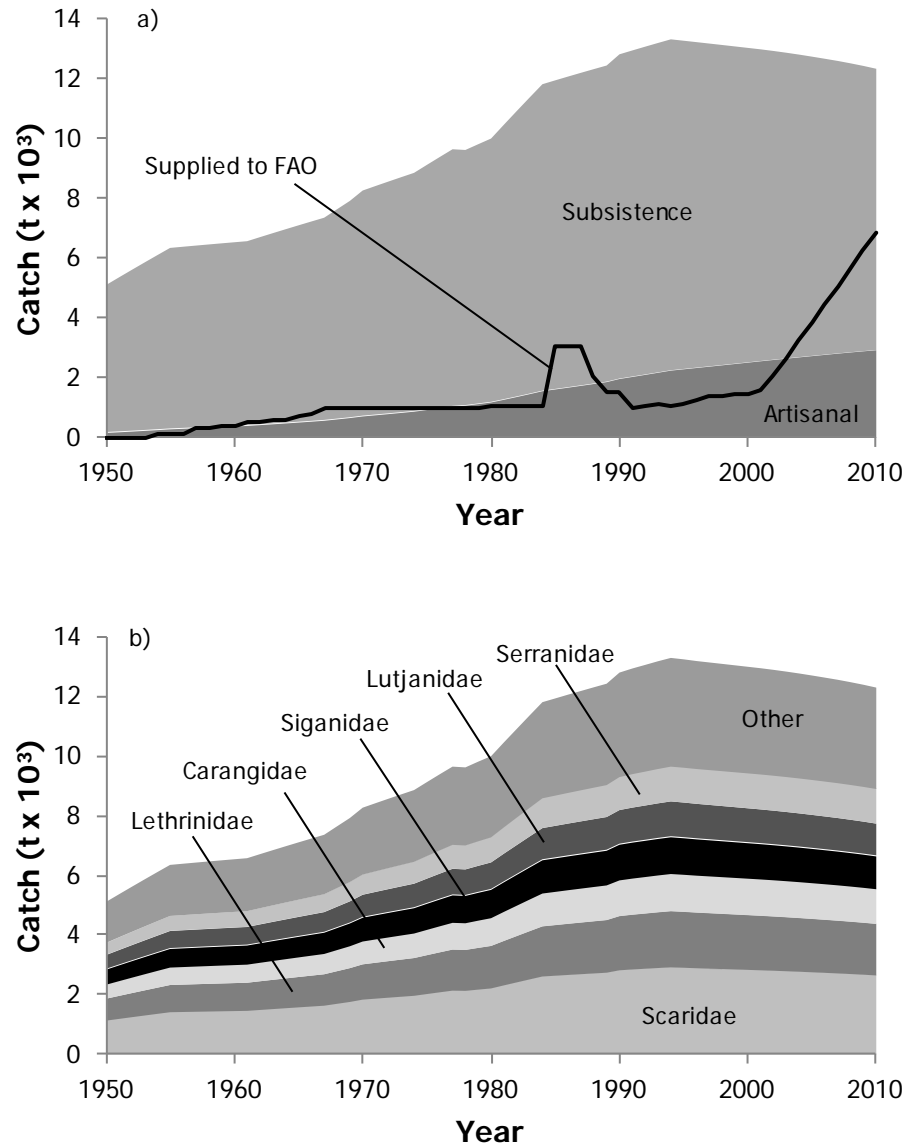 a)
14
12
10
8
6
4
2
0
Catch (t x 10³)
Supplied to FAO
Subsistence
Artisanal
1950 1960 1970 1980 1990 2000 2010
Year
b)
14
12
10
8
6
4
2
0
Catch (t x 10³)
Serranidae
Lutjanidae
Siganidae
Carangidae
Lethrinidae
Other
Scaridae
1950 1960 1970 1980 1990 2000 2010
Year